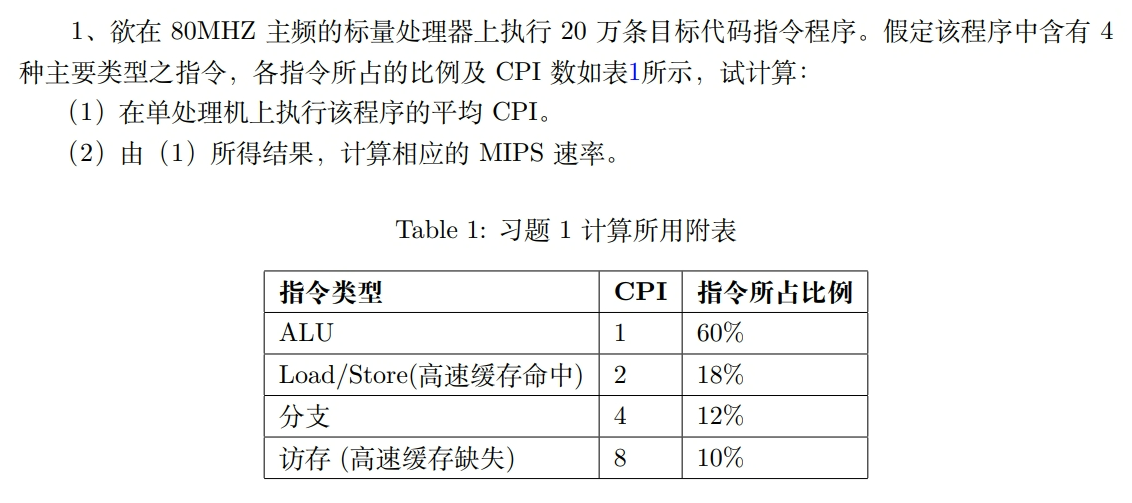 1、欲在 80MHZ 主频的标量处理器上执行 20 万条目标代码指令程序。假定该程序中含有 4
种主要类型之指令，各指令所占的比例及 CPI 数如表1所示，试计算：
（1）在单处理机上执行该程序的平均 CPI。
（2）由（1）所得结果，计算相应的 MIPS 速率。
Table 1: 习题 1 计算所用附表
指令类型 CPI 指令所占比例
ALU 1 60%
Load/Store(高速缓存命中) 2 18%
分支 4 12%
访存 (高速缓存缺失) 8 10%